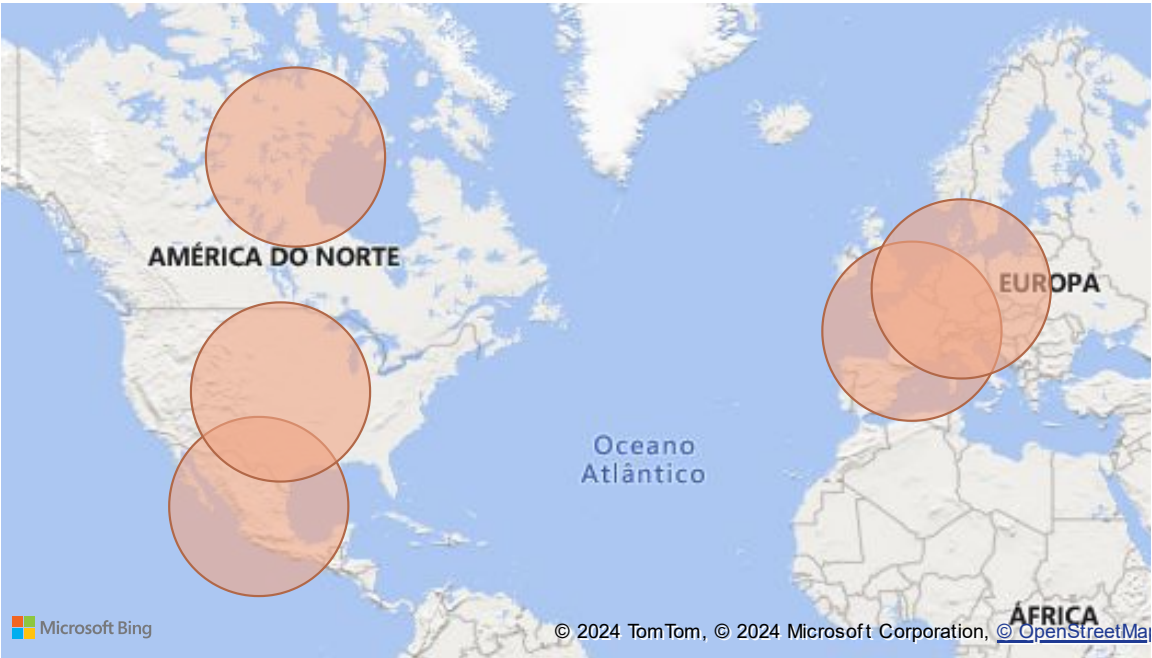 AMÉRICA DO NORTE
EUROPA
Oceano
Atlântico
ÁFRICA
Microsoft Bing
© 2024 TomTom, © 2024 Microsoft Corporation, © OpenStreetMap